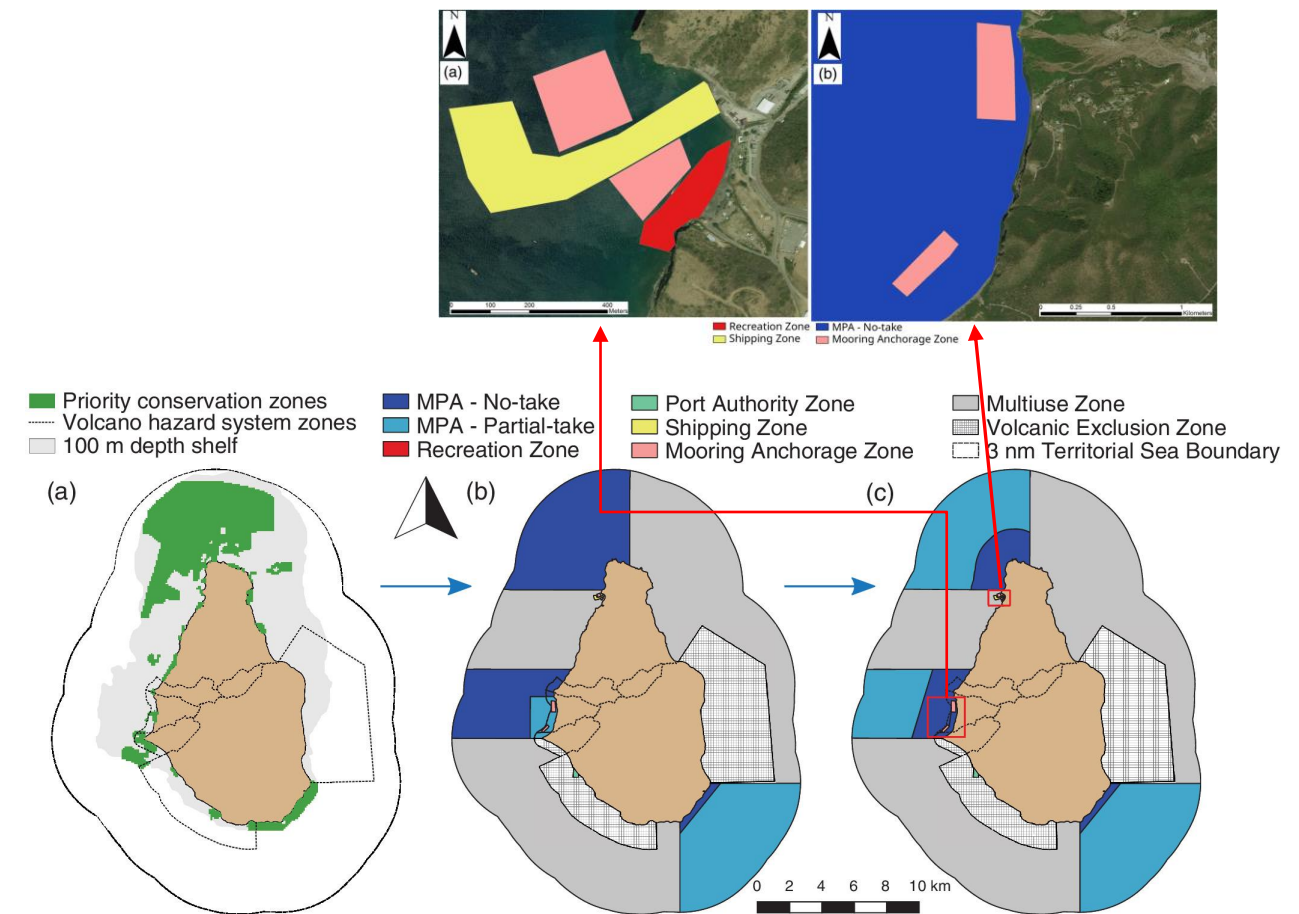 N
(a)
0 100 200 400
Meters
N
(b)
0 0.25 0.5 1
Kilometers
Recreation Zone MPA - No-take
Shipping Zone Mooring Anchorage Zone
Priority conservation zones
Volcano hazard system zones
100 m depth shelf
MPA - No-take
MPA - Partial-take
Recreation Zone
Port Authority Zone
Shipping Zone
Mooring Anchorage Zone
Multiuse Zone
Volcanic Exclusion Zone
3 nm Territorial Sea Boundary
(a)
(b)
(c)
0 2 4 6 8 10 km